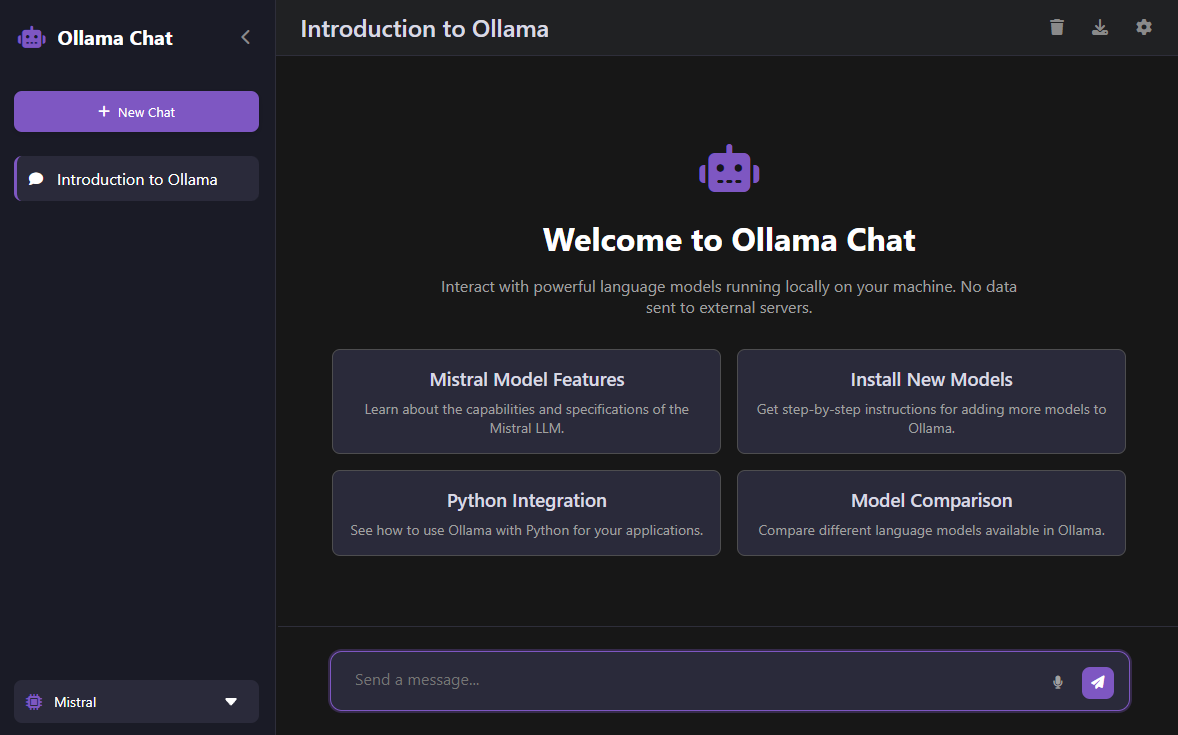 Ollama Chat
New Chat
Introduction to Ollama
Mistral
Introduction to Ollama
Welcome to Ollama Chat
Interact with powerful language models running locally on your machine. No data
sent to external servers.
Mistral Model Features
Learn about the capabilities and specifications of the
Mistral LLM.
Install New Models
Get step-by-step instructions for adding more models to
Ollama.
Python Integration
See how to use Ollama with Python for your applications.
Model Comparison
Compare different language models available in Ollama.
Send a message...